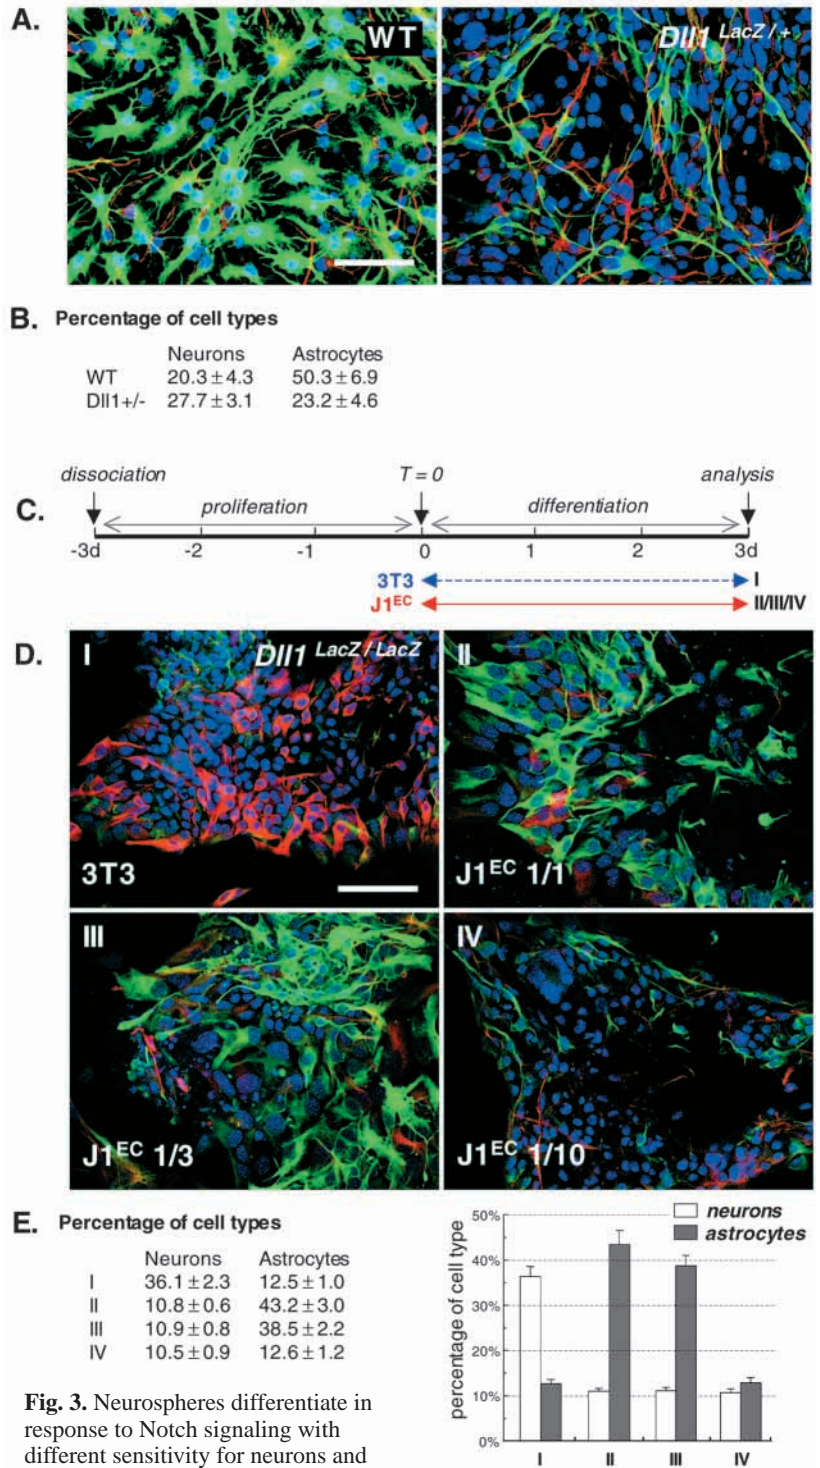 A.
WT
Dll1 LacZ / +
B. Percentage of cell types
Neurons Astrocytes
WT 20.3 ± 4.3 50.3 ± 6.9
Dll1+/- 27.7 ± 3.1 23.2 ± 4.6
dissociation T = 0 analysis
C. proliferation differentiation
-3d -2 -1 0 1 2 3d
3T3 I
J1EC II/III/IV
D.
I Dll1 LacZ / LacZ
3T3
II
J1EC 1/1
III
J1EC 1/3
IV
J1EC 1/10
E. Percentage of cell types
Neurons Astrocytes
I 36.1 ± 2.3 12.5 ± 1.0
II 10.8 ± 0.6 43.2 ± 3.0
III 10.9 ± 0.8 38.5 ± 2.2
IV 10.5 ± 0.9 12.6 ± 1.2
neurons
astrocytes
percentage of cell type
50%
40%
30%
20%
10%
0%
I II III IV
Fig. 3. Neurospheres differentiate in
response to Notch signaling with
different sensitivity for neurons and